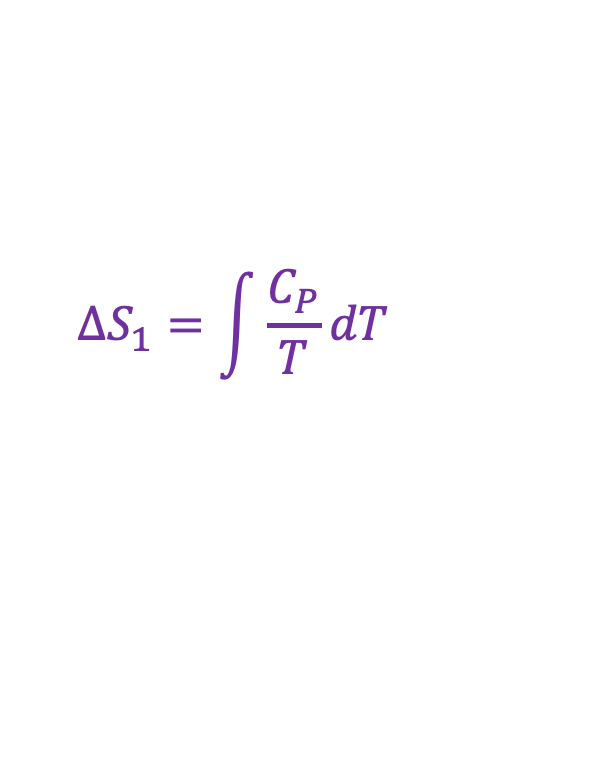 ΔS₁ = ∫ C_P/T dT